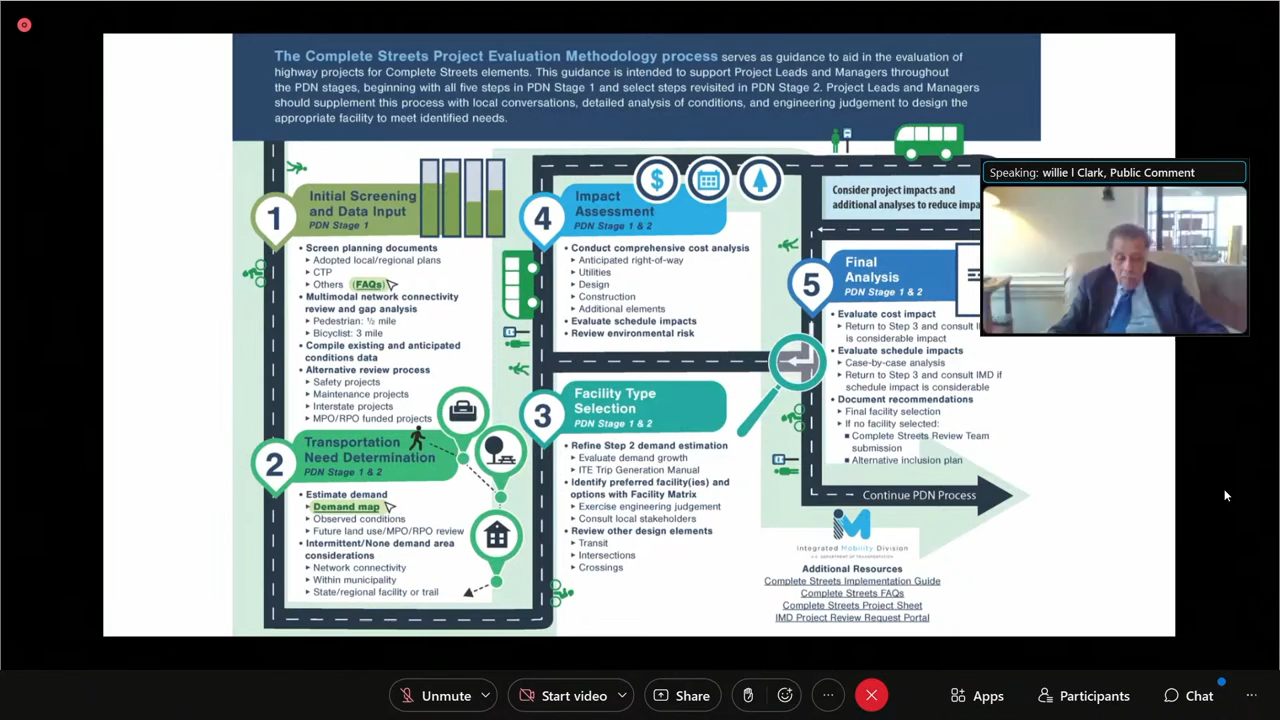 The Complete Streets Project Evaluation Methodology process serves as guidance to aid in the evaluation of
highway projects for Complete Streets elements. This guidance is intended to support Project Leads and Managers throughout
the PDN stages, beginning with all five steps in PDN Stage 1 and select steps revisited in PDN Stage 2. Project Leads and Managers
should supplement this process with local conversations, detailed analysis of conditions, and engineering judgement to design the
appropriate facility to meet identified needs.
1
Initial Screening
and Data Input
PDN Stage 1
Screen planning documents
Adopted local/regional plans
CTP
Others (FAQs)
Multimodal network connectivity
review and gap analysis
Pedestrian: ½ mile
Bicyclist: 3 mile
Compile existing and anticipated
conditions data
Alternative review process
Safety projects
Maintenance projects
Interstate projects
MPO/RPO funded projects
2
Transportation
Need Determination
PDN Stage 1 & 2
Estimate demand
Demand map
Observed conditions
Future land use/MPO/RPO review
Intermittent/None demand area
considerations
Network connectivity
Within municipality
State/regional facility or trail
3
Facility Type
Selection
PDN Stage 1 & 2
Refine Step 2 demand estimation
Evaluate demand growth
ITE Trip Generation Manual
Identify preferred facility(ies) and
options with Facility Matrix
Exercise engineering judgement
Consult local stakeholders
Review other design elements
Transit
Intersections
Crossings
4
Impact
Assessment
PDN Stage 1 & 2
$
Conduct comprehensive cost analysis
Anticipated right-of-way
Utilities
Design
Construction
Additional elements
Evaluate schedule impacts
Review environmental risk
Consider project impacts and
additional analyses to reduce
5
Final
Analysis
PDN Stage 1 & 2
Evaluate cost impact
Return to Step 3 and consult
is considerable impact
Evaluate schedule impacts
Case-by-case analysis
Return to Step 3 and consult IMD if
schedule impact is considerable
Document recommendations
Final facility selection
If no facility selected:
Complete Streets Review Team
submission
Alternative inclusion plan
Continue PDN Process
iM
Integrated Mobility Division
Additional Resources
Complete Streets Implementation Guide
Complete Streets FAQs
Complete Streets Project Sheet
IMD Project Review Request Portal
Speaking: willie l Clark, Public Comment
Unmute
Start video
Share
Apps
Participants
Chat